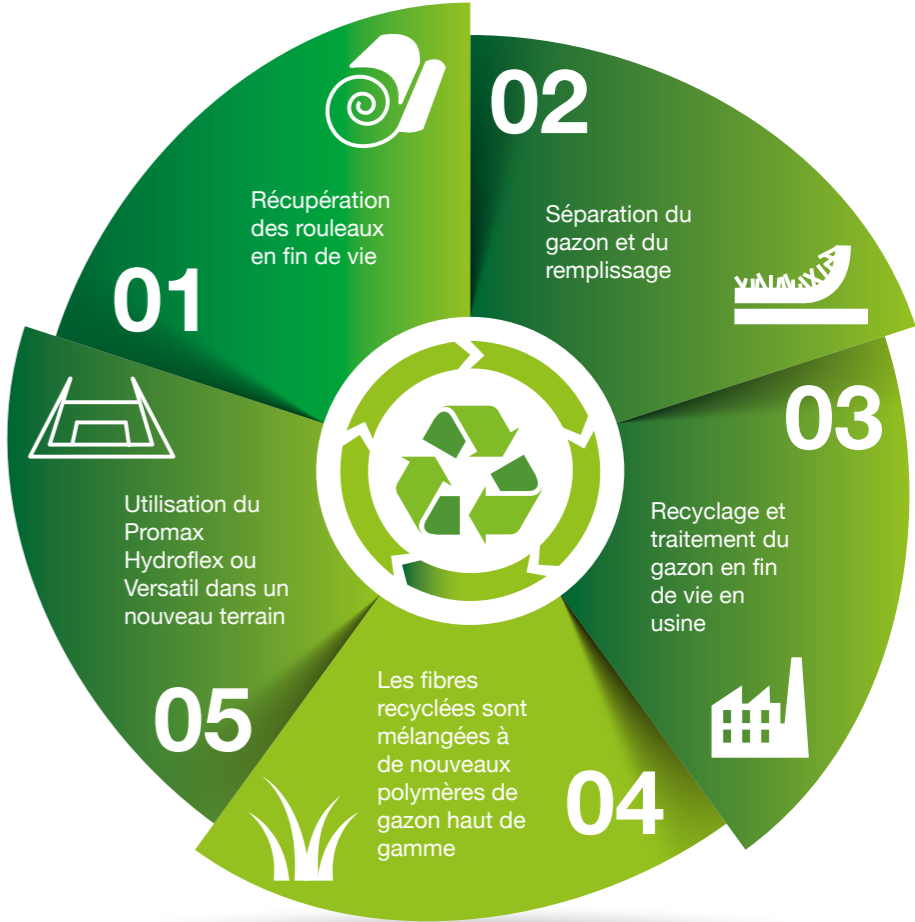 01
Récupération
des rouleaux
en fin de vie
02
Séparation du
gazon et du
remplissage
03
Recyclage et
traitement du
gazon en fin
de vie en
usine
04
Les fibres
recyclées sont
mélangées à
de nouveaux
polymères de
gazon haut de
gamme
05
Utilisation du
Promax
Hydroflex ou
Versatil dans un
nouveau terrain